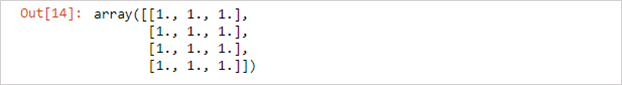 Out[14]: array([[1., 1., 1.],
[1., 1., 1.],
[1., 1., 1.],
[1., 1., 1.]])